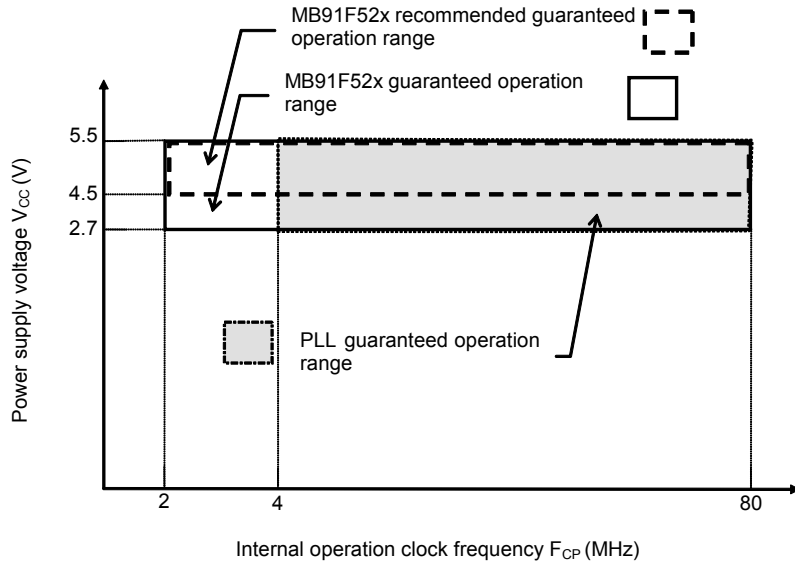 MB91F52x recommended guaranteed
operation range
MB91F52x guaranteed operation
range
5.5
4.5
2.7
Power supply voltage VCC (V)
PLL guaranteed operation
range
2
4
80
Internal operation clock frequency FCP (MHz)